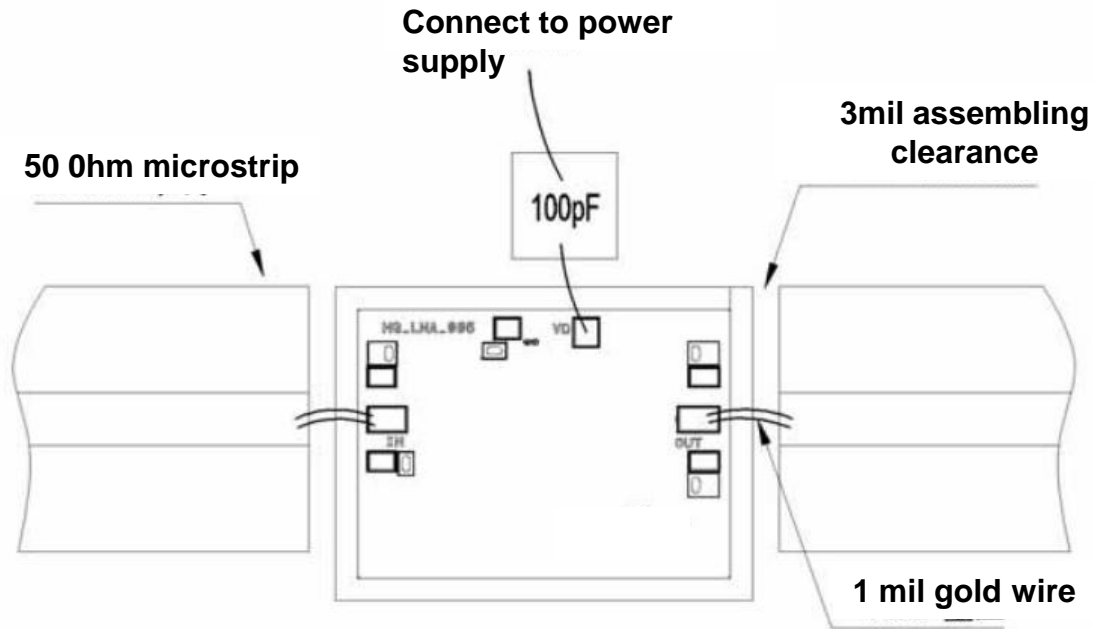 Connect to power
supply
3mil assembling
clearance
50 0hm microstrip
100pF
VD
IN
OUT
1 mil gold wire